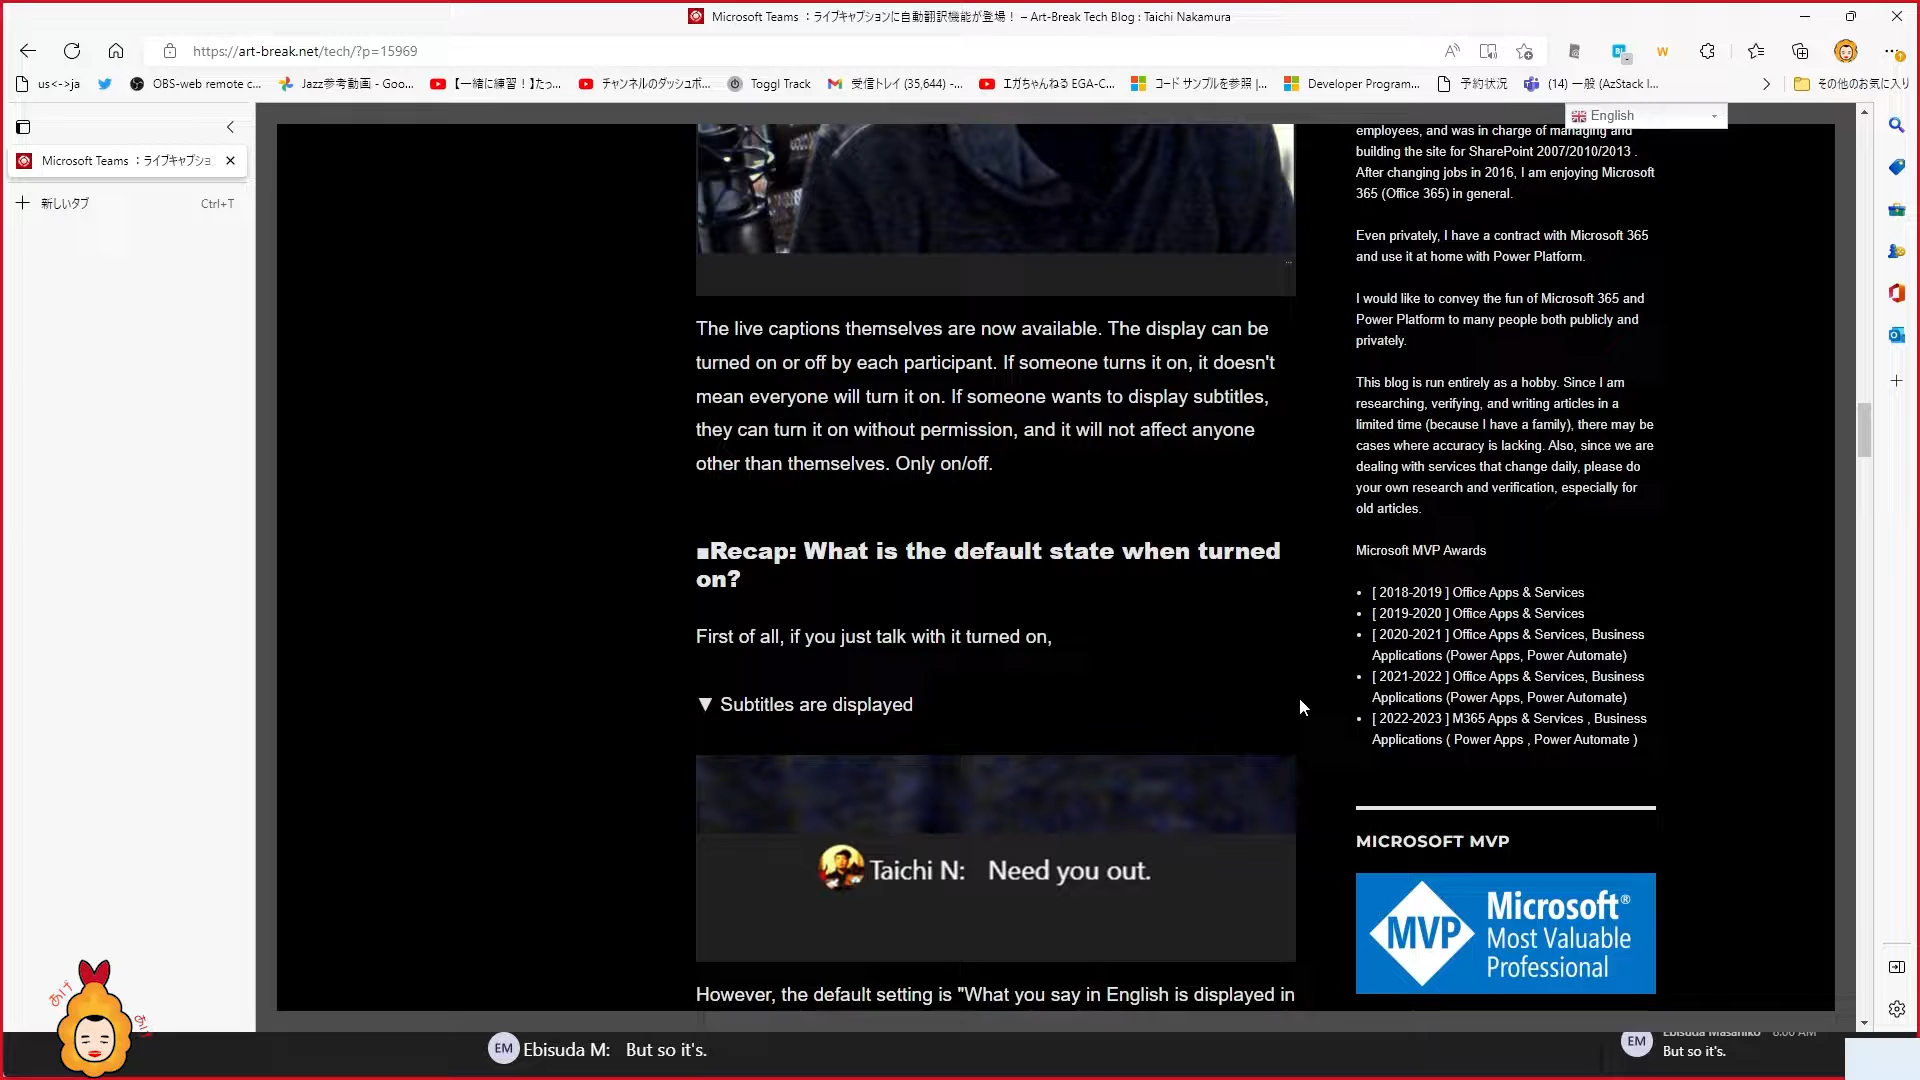 Microsoft Teams ：ライブキャプションに自動翻訳機能が登場！ – Art-Break Tech Blog : Taichi Nakamura
https://art-break.net/tech/?p=15969
us<->ja
OBS-web remote c...
Jazz参考動画 - Goo...
【一緒に練習！】たっ...
チャンネルのダッシュボ...
Toggl Track
受信トレイ (35,644) -...
エガちゃんねる EGA-C...
コード サンプルを参照 |...
Developer Program...
予約状況
(14) 一般 (AzStack I...
その他のお気に入り
Microsoft Teams ：ライブキャプショ
新しいタブ Ctrl+T
English
The live captions themselves are now available. The display can be
turned on or off by each participant. If someone turns it on, it doesn't
mean everyone will turn it on. If someone wants to display subtitles,
they can turn it on without permission, and it will not affect anyone
other than themselves. Only on/off.
■Recap: What is the default state when turned
on?
First of all, if you just talk with it turned on,
▼ Subtitles are displayed
Taichi N: Need you out.
However, the default setting is "What you say in English is displayed in
employees, and was in charge of managing and
building the site for SharePoint 2007/2010/2013 .
After changing jobs in 2016, I am enjoying Microsoft
365 (Office 365) in general.
Even privately, I have a contract with Microsoft 365
and use it at home with Power Platform.
I would like to convey the fun of Microsoft 365 and
Power Platform to many people both publicly and
privately.
This blog is run entirely as a hobby. Since I am
researching, verifying, and writing articles in a
limited time (because I have a family), there may be
cases where accuracy is lacking. Also, since we are
dealing with services that change daily, please do
your own research and verification, especially for
old articles.
Microsoft MVP Awards
• [ 2018-2019 ] Office Apps & Services
• [ 2019-2020 ] Office Apps & Services
• [ 2020-2021 ] Office Apps & Services, Business
Applications (Power Apps, Power Automate)
• [ 2021-2022 ] Office Apps & Services, Business
Applications (Power Apps, Power Automate)
• [ 2022-2023 ] M365 Apps & Services , Business
Applications ( Power Apps , Power Automate )
MICROSOFT MVP
MVP
Microsoft®
Most Valuable
Professional
あげ
EM Ebisuda M: But so it's.
EM Ebisuda Masahiko 8:00 AM
But so it's.